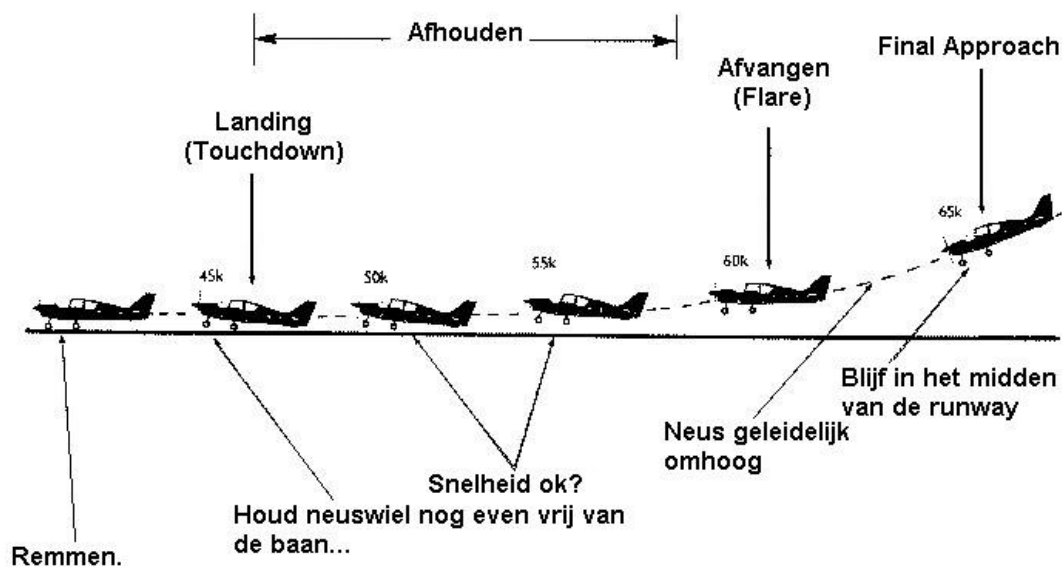 Afhouden
Final Approach
Afvangen
(Flare)
Landing
(Touchdown)
65k
60k
55k
50k
45k
Blijf in het midden
van de runway
Neus geleidelijk
omhoog
Snelheid ok?
Houd neuswiel nog even vrij van
de baan...
Remmen.